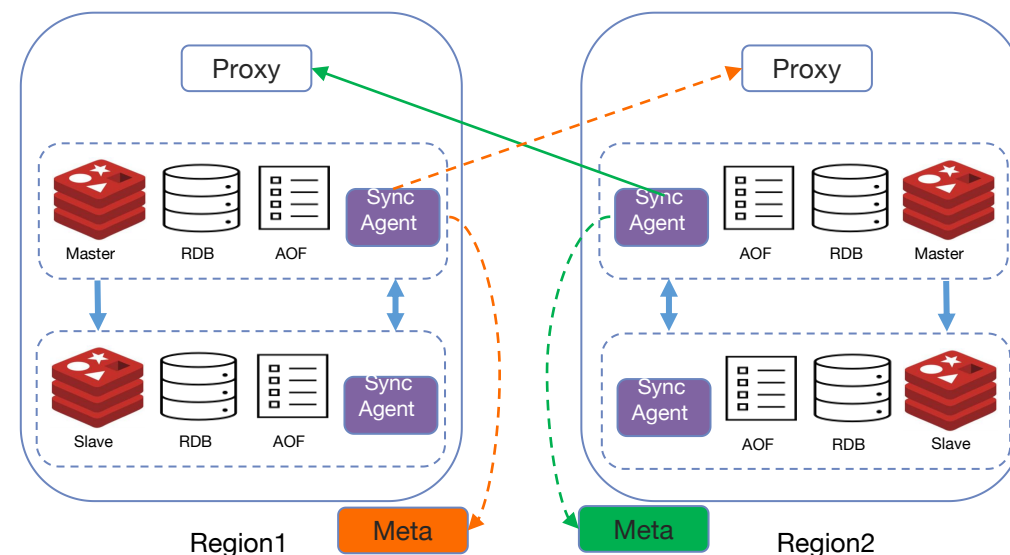 Proxy
Proxy
Sync
Agent
Master
RDB
AOF
Sync
Agent
AOF
RDB
Master
Sync
Agent
Slave
RDB
AOF
Sync
Agent
AOF
RDB
Slave
Region1
Meta
Meta
Region2